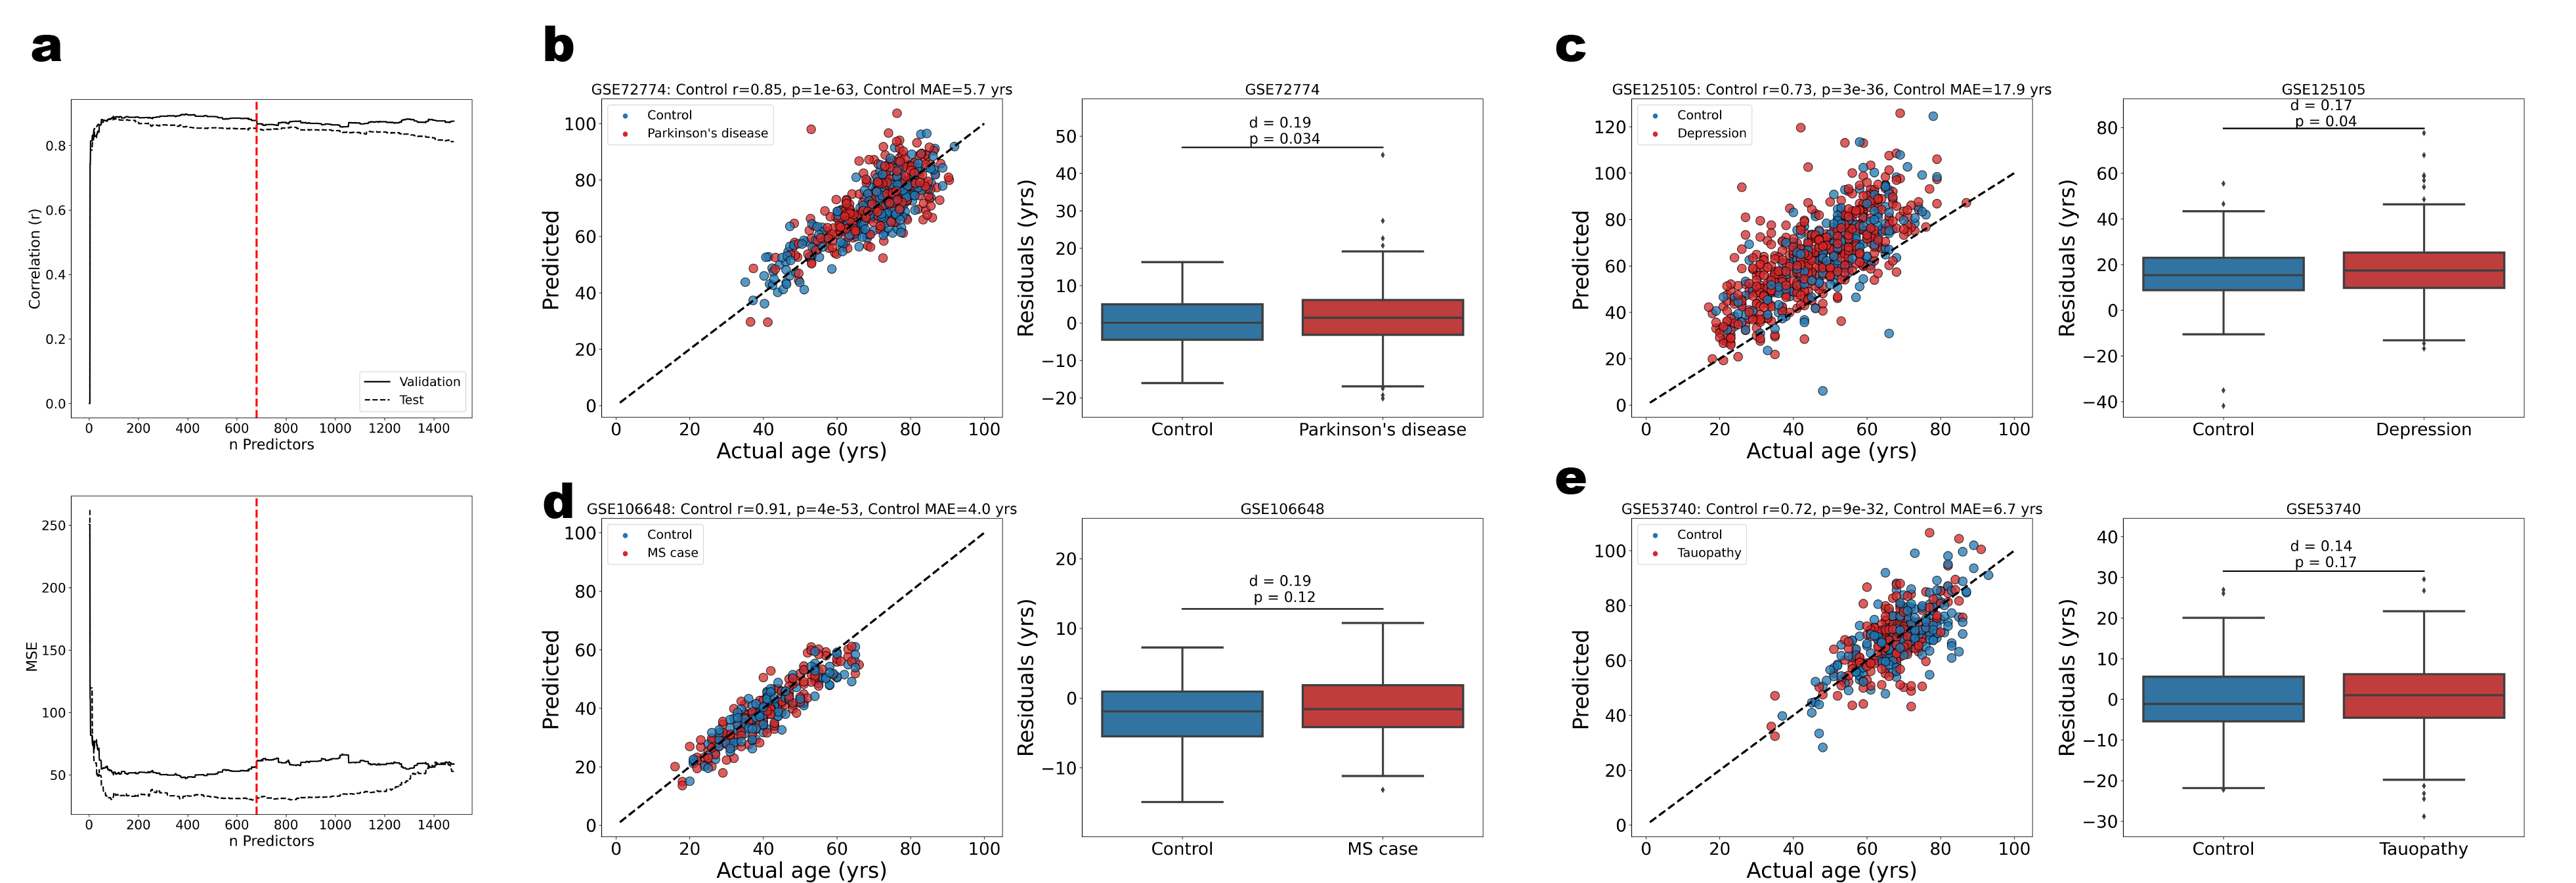 a
Correlation (r)
0.8
0.6
0.4
0.2
0.0
Validation
Test
0 200 400 600 800 1000 1200 1400
n Predictors
MSE
250
200
150
100
50
0 200 400 600 800 1000 1200 1400
n Predictors
b
GSE72774: Control r=0.85, p=1e-63, Control MAE=5.7 yrs
Control
Parkinson's disease
Predicted
100
80
60
40
20
0
0 20 40 60 80 100
Actual age (yrs)
GSE72774
d = 0.19
p = 0.034
Residuals (yrs)
50
40
30
20
10
0
−10
−20
Control Parkinson's disease
c
GSE125105: Control r=0.73, p=3e-36, Control MAE=17.9 yrs
Control
Depression
Predicted
120
100
80
60
40
20
0
0 20 40 60 80 100
Actual age (yrs)
GSE125105
d = 0.17
p = 0.04
Residuals (yrs)
80
60
40
20
0
−20
−40
Control Depression
d
GSE106648: Control r=0.91, p=4e-53, Control MAE=4.0 yrs
Control
MS case
Predicted
100
80
60
40
20
0
0 20 40 60 80 100
Actual age (yrs)
GSE106648
d = 0.19
p = 0.12
Residuals (yrs)
20
10
0
−10
Control MS case
e
GSE53740: Control r=0.72, p=9e-32, Control MAE=6.7 yrs
Control
Tauopathy
Predicted
100
80
60
40
20
0
0 20 40 60 80 100
Actual age (yrs)
GSE53740
d = 0.14
p = 0.17
Residuals (yrs)
40
30
20
10
0
−10
−20
−30
Control Tauopathy